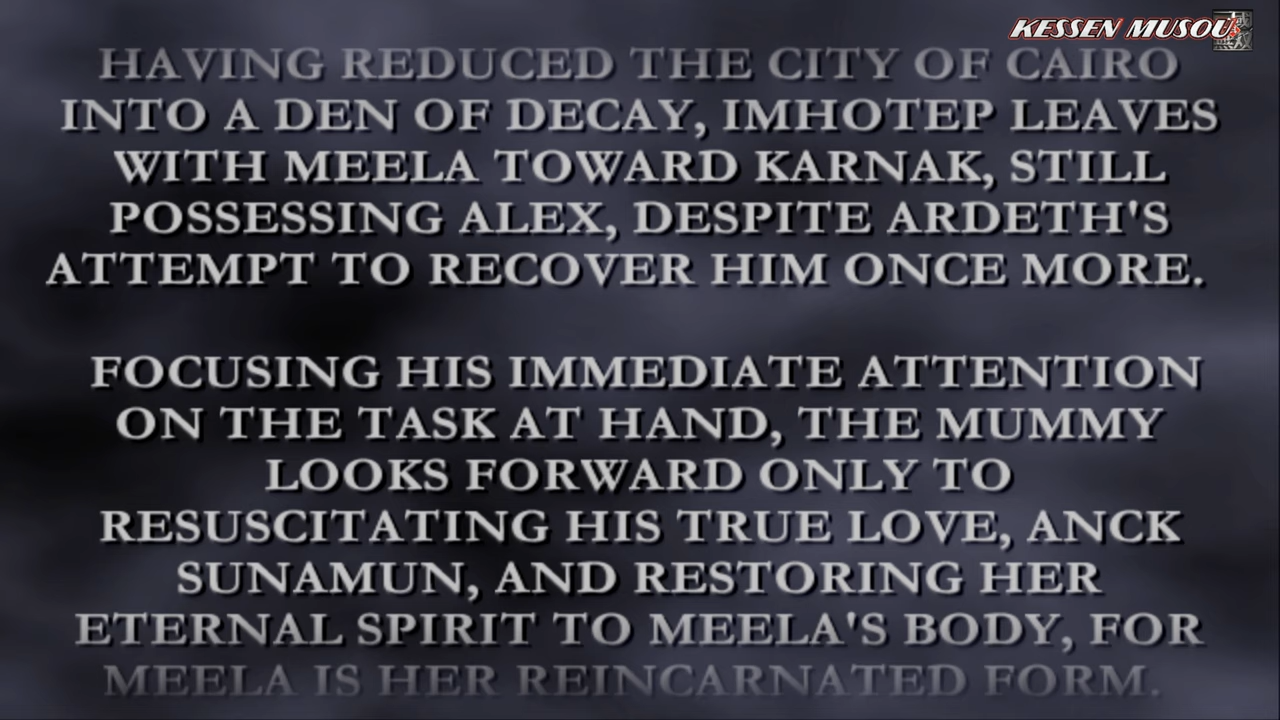 KESSEN MUSOU
HAVING REDUCED THE CITY OF CAIRO
INTO A DEN OF DECAY, IMHOTEP LEAVES
WITH MEELA TOWARD KARNAK, STILL
POSSESSING ALEX, DESPITE ARDETH'S
ATTEMPT TO RECOVER HIM ONCE MORE.
FOCUSING HIS IMMEDIATE ATTENTION
ON THE TASK AT HAND, THE MUMMY
LOOKS FORWARD ONLY TO
RESUSCITATING HIS TRUE LOVE, ANCK
SUNAMUN, AND RESTORING HER
ETERNAL SPIRIT TO MEELA'S BODY, FOR
MEELA IS HER REINCARNATED FORM.